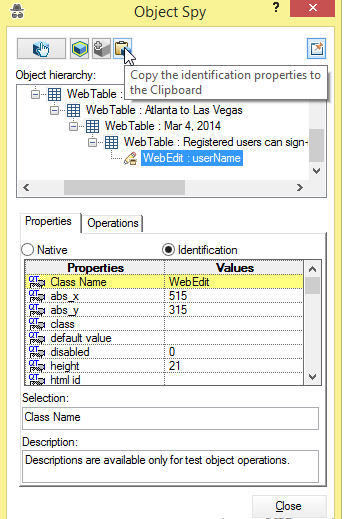 Object Spy
Copy the identification properties to
the Clipboard
Object hierarchy:
WebTable :
WebTable : Atlanta to Las Vegas
WebTable : Mar 4, 2014
WebTable : Registered users can sign-
WebEdit : userName
Properties Operations
Native Identification
Properties Values
Class Name WebEdit
abs_x 515
abs_y 315
class
default value
disabled 0
height 21
html id
Selection:
Class Name
Description:
Descriptions are available only for test object operations.
Close